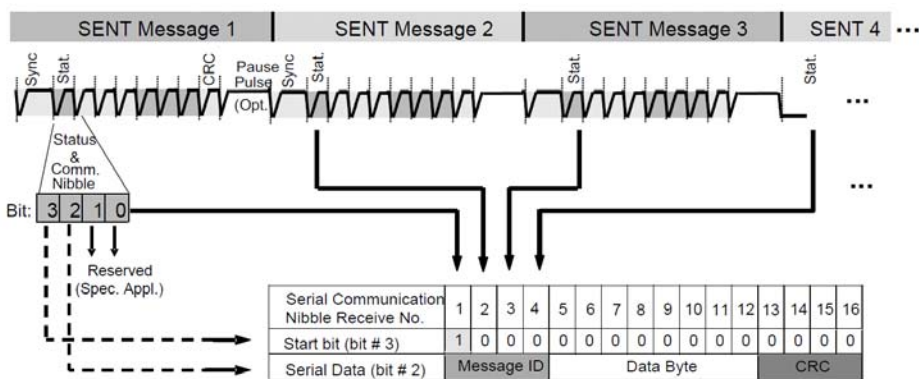 SENT Message 1 SENT Message 2 SENT Message 3 SENT 4 ...
Sync Stat. CRC Pause Pulse (Opt. Sync Stat. Stat. Stat.
...
Status
& 
Comm.
Nibble
...
Bit: 3 2 1 0
Reserved
(Spec. Appl.)
Serial Communication
Nibble Receive No. 1 2 3 4 5 6 7 8 9 10 11 12 13 14 15 16
Start bit (bit # 3) 1 0 0 0 0 0 0 0 0 0 0 0 0 0 0 0
Serial Data (bit # 2) Message ID Data Byte CRC